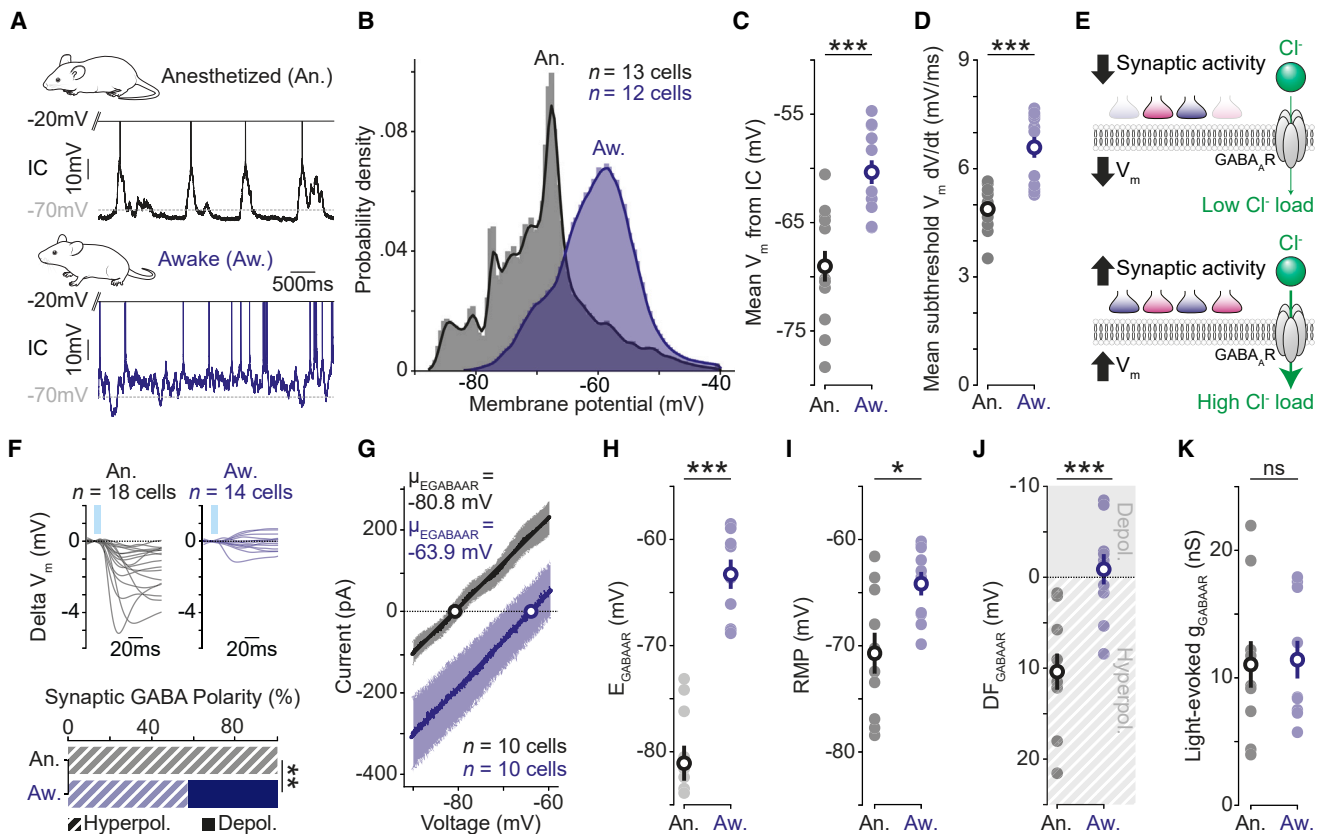 A
Anesthetized (An.)
-20mV
IC
10mV
-70mV
Awake (Aw.)
500ms
-20mV
IC
10mV
-70mV
B
An.
n = 13 cells
n = 12 cells
Aw.
Probability density
.08
.04
0
-80
-60
-40
Membrane potential (mV)
C
***
Mean Vm from IC (mV)
-55
-65
-75
An.
Aw.
D
***
Mean subthreshold Vm dV/dt (mV/ms)
9
6
3
0
An.
Aw.
E
Cl-
Synaptic activity
GABAAR
Vm
Low Cl- load
Cl-
Synaptic activity
GABAAR
Vm
High Cl- load
F
An.
n = 18 cells
Aw.
n = 14 cells
Delta Vm (mV)
0
-2
-4
20ms
0
-2
-4
20ms
Synaptic GABA Polarity (%)
0
40
80
An.
Aw.
**
Hyperpol.
Depol.
G
μEGABAAR =
-80.8 mV
μEGABAAR =
-63.9 mV
Current (pA)
200
0
-200
-400
n = 10 cells
n = 10 cells
-80
-60
Voltage (mV)
H
***
EGABAAR (mV)
-60
-70
-80
An.
Aw.
I
*
RMP (mV)
-60
-70
-80
An.
Aw.
J
***
DFGABAAR (mV)
-10
0
10
20
Depol.
Hyperpol.
An.
Aw.
K
ns
Light-evoked gGABAAR (nS)
20
10
0
An.
Aw.